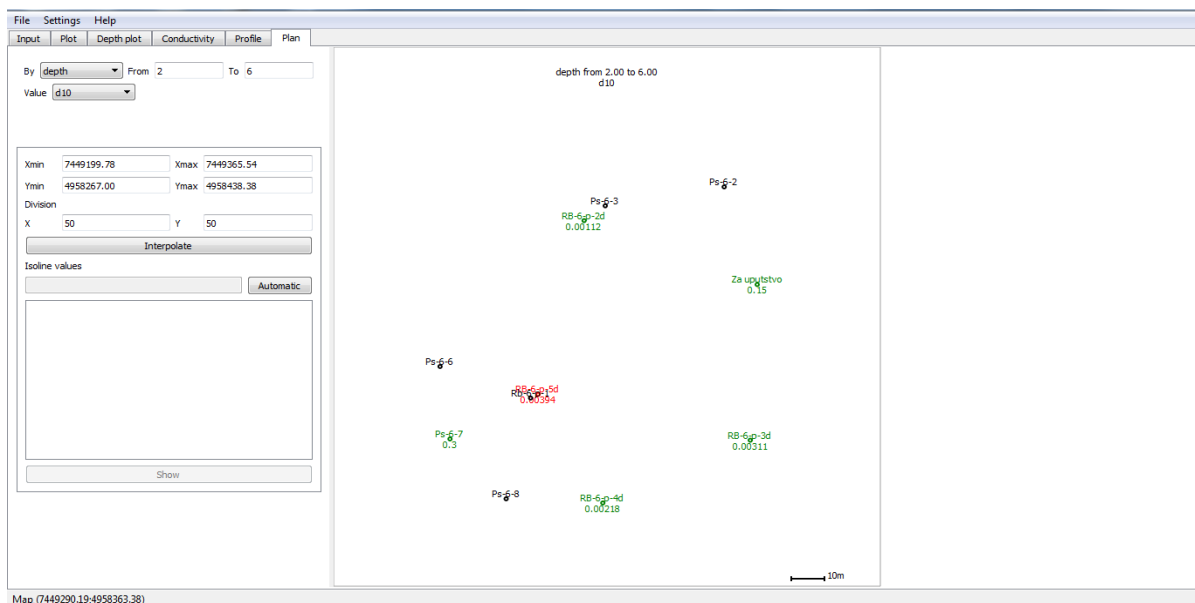 File Settings Help
Input Plot Depth plot Conductivity Profile Plan
By depth From 2 To 6
Value d10
Xmin 7449199.78 Xmax 7449365.54
Ymin 4958267.00 Ymax 4958438.38
Division
X 50 Y 50
Interpolate
Isoline values
Automatic
Show
depth from 2.00 to 6.00
d10
Ps-6-2
Ps-6-3
RB-6-p-2d
0.00112
Za uputstvo
0.15
Ps-6-6
RB-6-p-5d
0.00394
Ps-6-7
0.3
RB-6-p-3d
0.00311
Ps-6-8
RB-6-p-4d
0.00218
10m
Map (7449290.19;4958363.38)